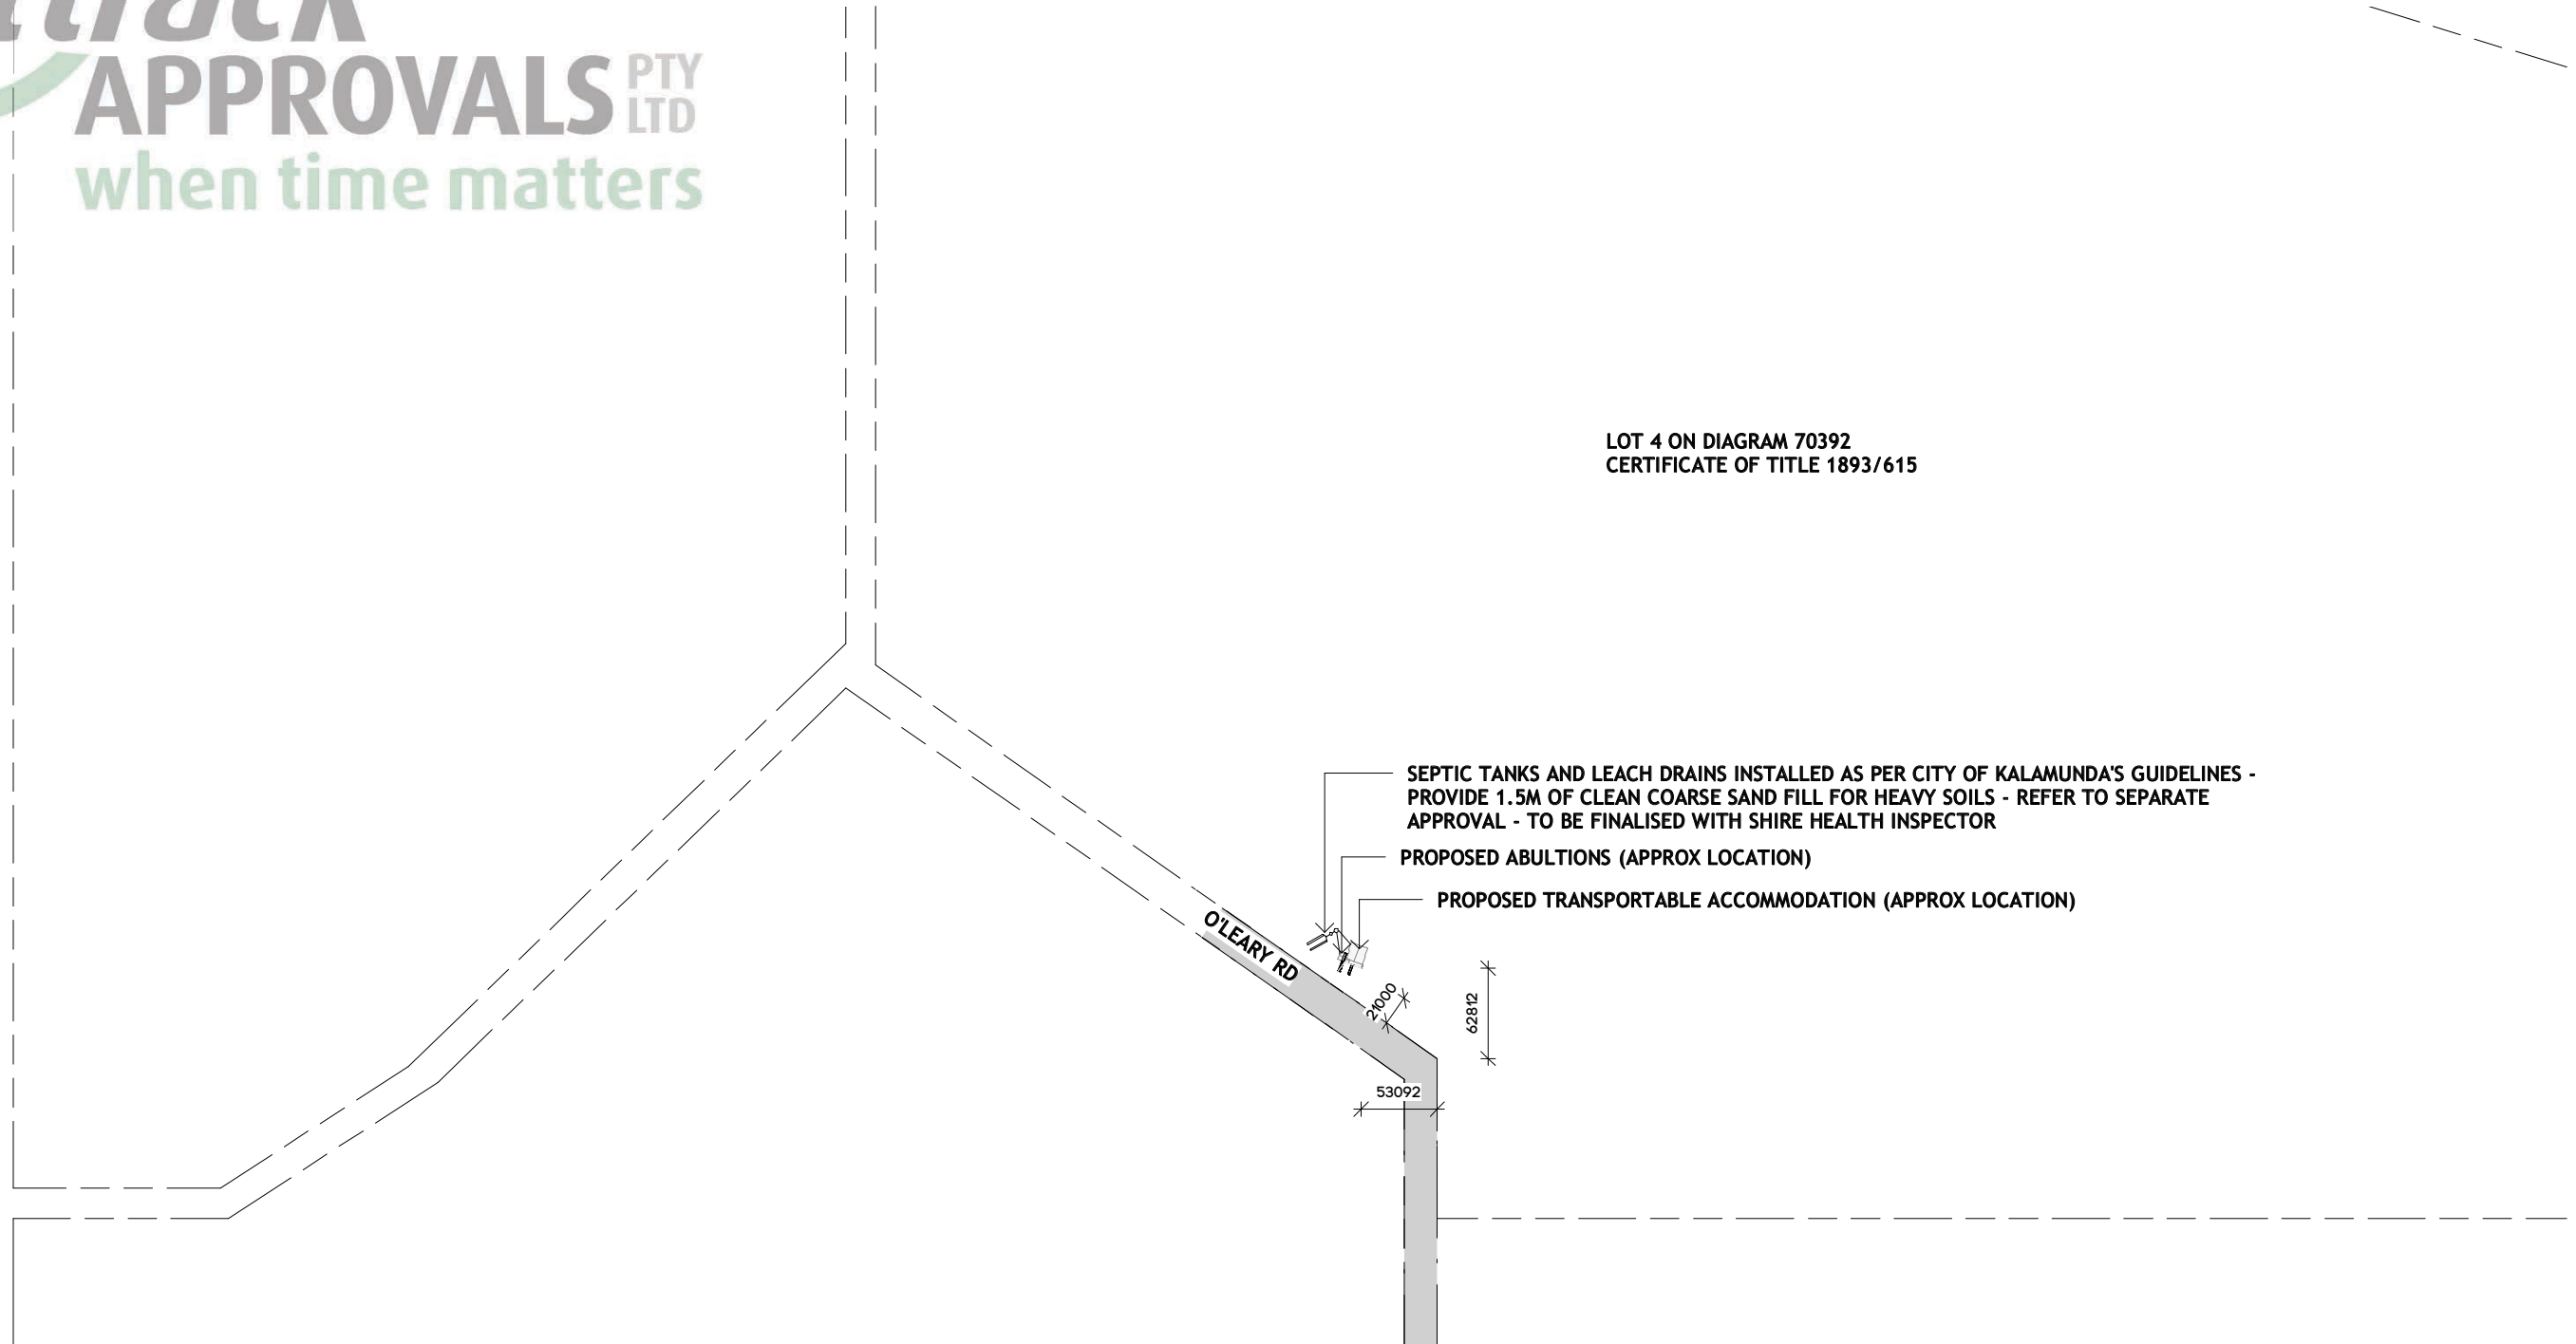 APPROVALS PTY LTD
when time matters
LOT 4 ON DIAGRAM 70392
CERTIFICATE OF TITLE 1893/615
SEPTIC TANKS AND LEACH DRAINS INSTALLED AS PER CITY OF KALAMUNDA'S GUIDELINES -
PROVIDE 1.5M OF CLEAN COARSE SAND FILL FOR HEAVY SOILS - REFER TO SEPARATE
APPROVAL - TO BE FINALISED WITH SHIRE HEALTH INSPECTOR
PROPOSED ABULTIONS (APPROX LOCATION)
PROPOSED TRANSPORTABLE ACCOMMODATION (APPROX LOCATION)
O'LEARY RD
21000
62812
53092